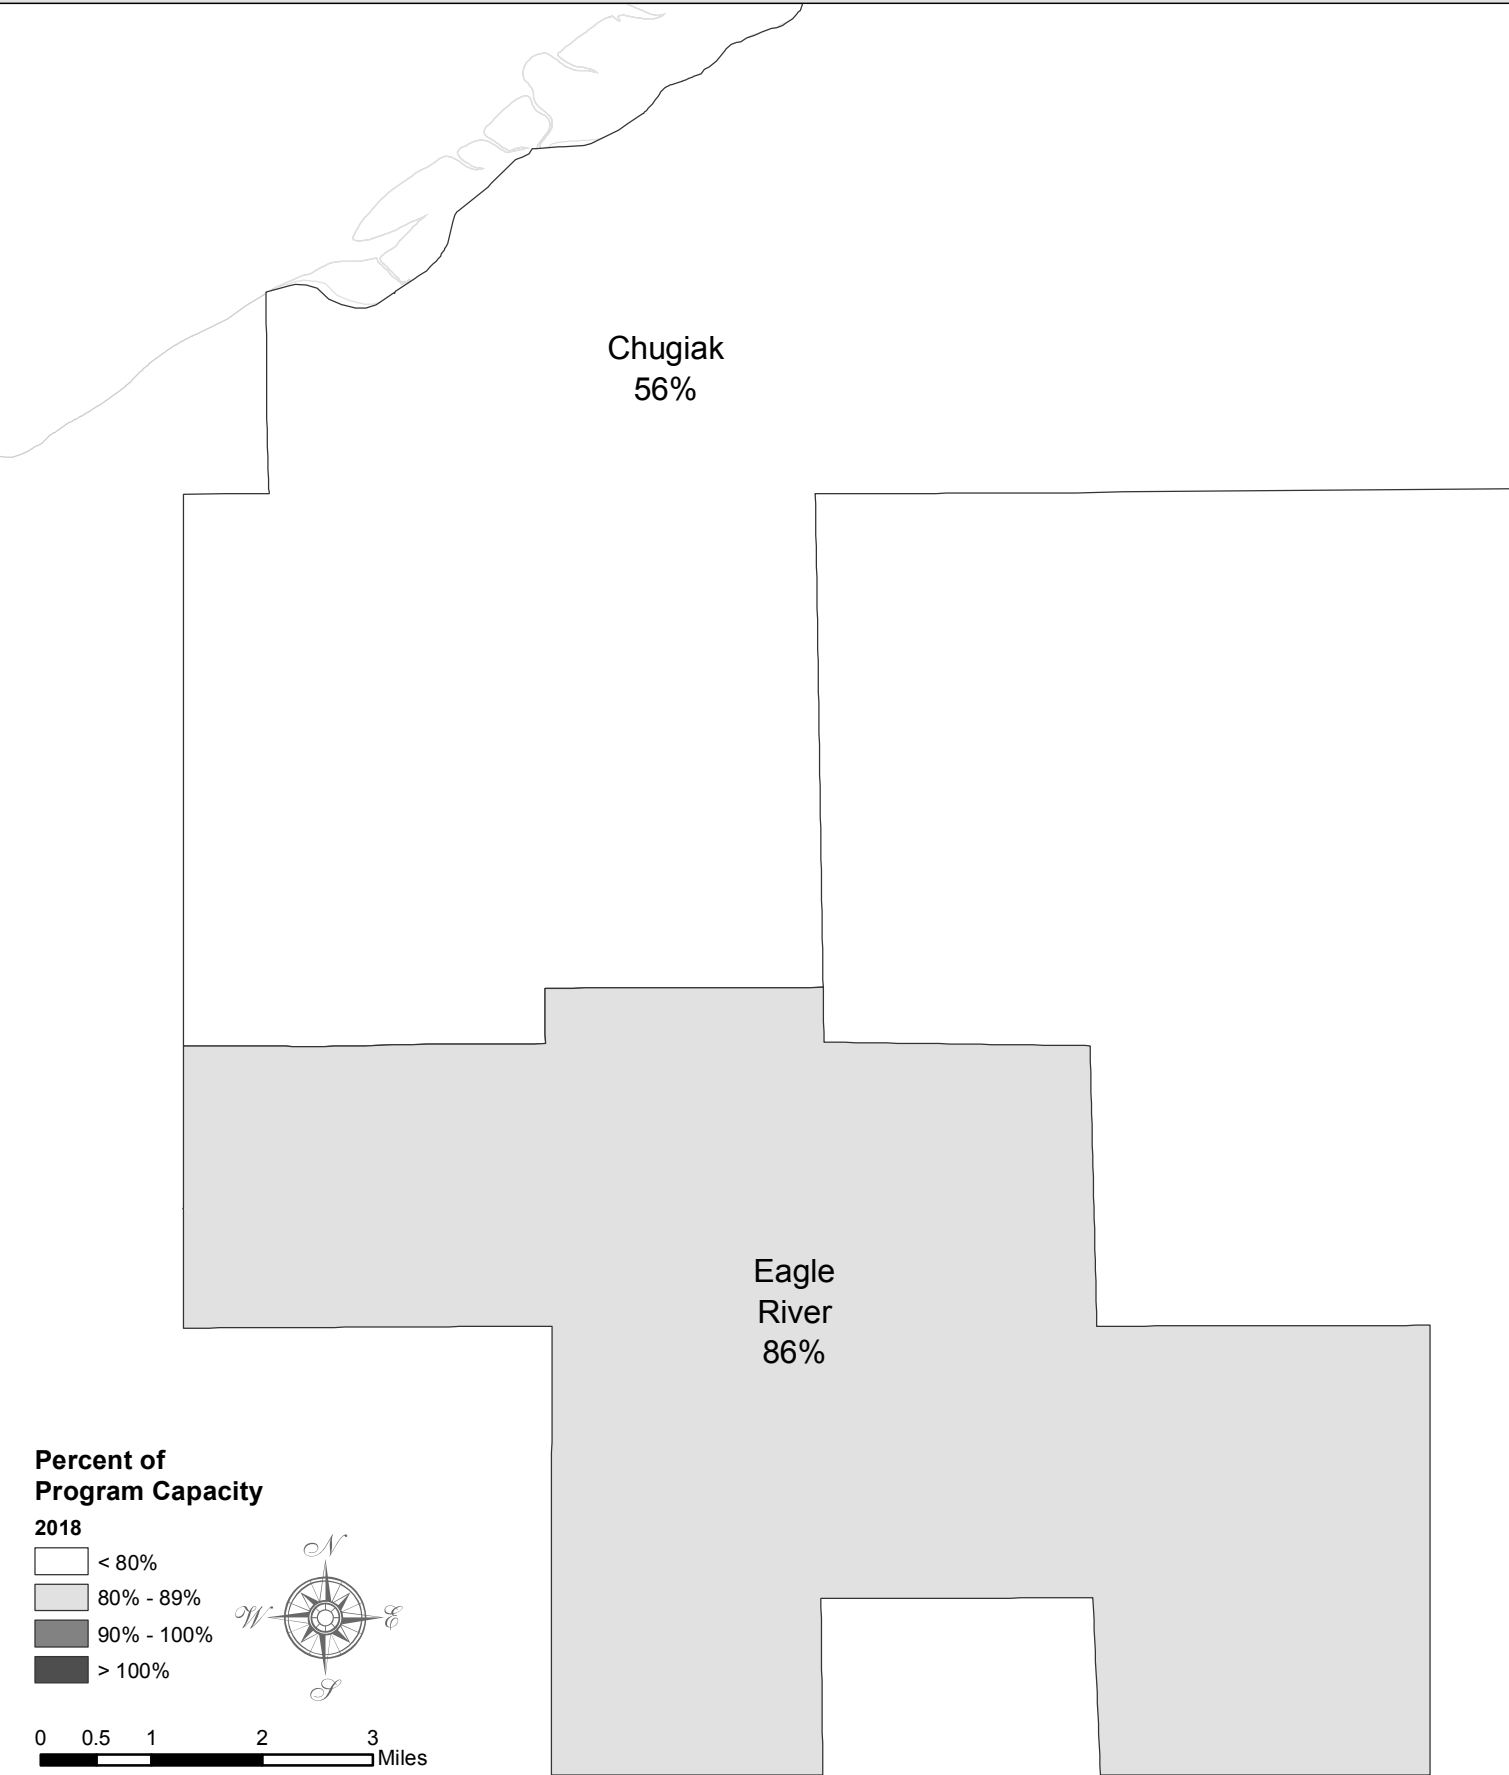 Chugiak
56%
Eagle
River
86%
Percent of
Program Capacity
2018
< 80%
80% - 89%
90% - 100%
> 100%
N
W
E
S
0 0.5 1 2 3
Miles